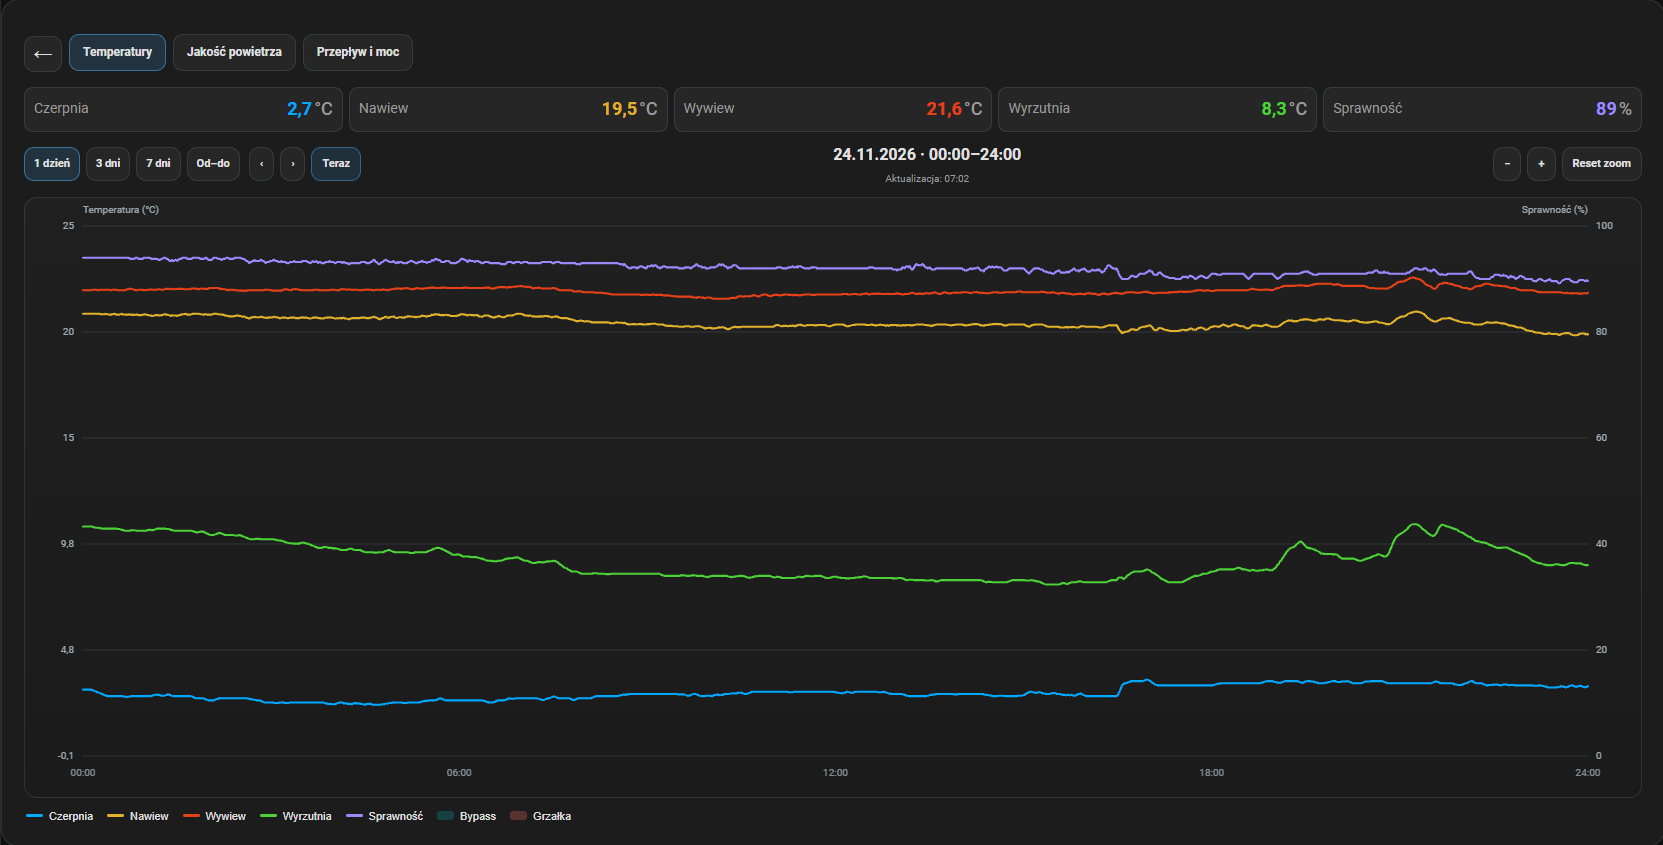 ←
Temperatury
Jakość powietrza
Przepływ i moc
Czerpnia 2,7 °C
Nawiew 19,5 °C
Wywiew 21,6 °C
Wyrzutnia 8,3 °C
Sprawność 89 %
1 dzień
3 dni
7 dni
Od–do
‹
›
Teraz
24.11.2026 · 00:00–24:00
Aktualizacja: 07:02
−
+
Reset zoom
Temperatura (°C)
Sprawność (%)
25
100
20
80
15
60
9,8
40
4,8
20
-0,1
0
00:00
06:00
12:00
18:00
24:00
Czerpnia
Nawiew
Wywiew
Wyrzutnia
Sprawność
Bypass
Grzałka